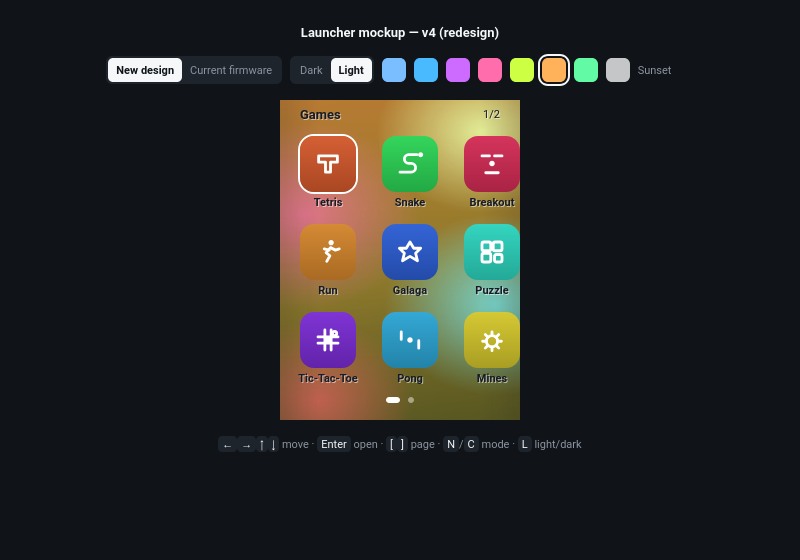 Launcher mockup — v4 (redesign)
New design Current firmware Dark Light Sunset
Games 1/2
Tetris Snake Breakout
Run Galaga Puzzle
Tic-Tac-Toe Pong Mines
← → ↑ ↓ move · Enter open · [ ] page · N / C mode · L light/dark